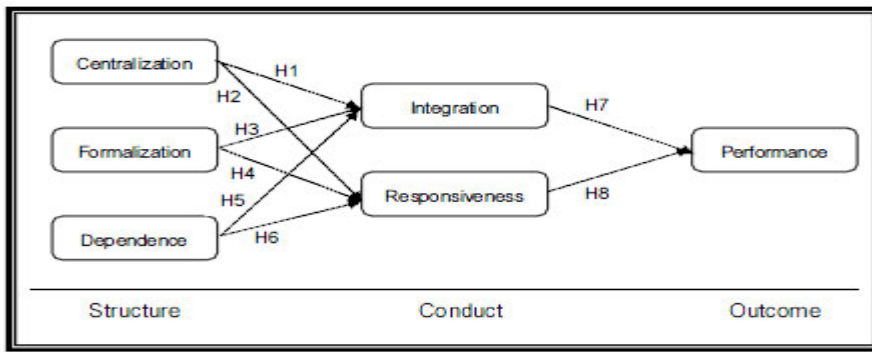 Centralization
H1
H2
Integration
H7
Formalization
H3
H4
Performance
Responsiveness
H5
H8
Dependence
H6
Structure
Conduct
Outcome